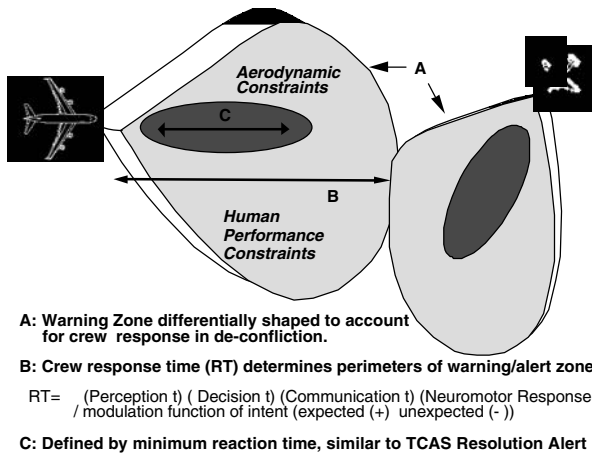 Aerodynamic
Constraints
A
C
B
Human
Performance
Constraints
A: Warning Zone differentially shaped to account
for crew response in de-confliction.
B: Crew response time (RT) determines perimeters of warning/alert zone
RT= (Perception t) ( Decision t) (Communication t) (Neuromotor Response
/ modulation function of intent (expected (+) unexpected (- ))
C: Defined by minimum reaction time, similar to TCAS Resolution Alert